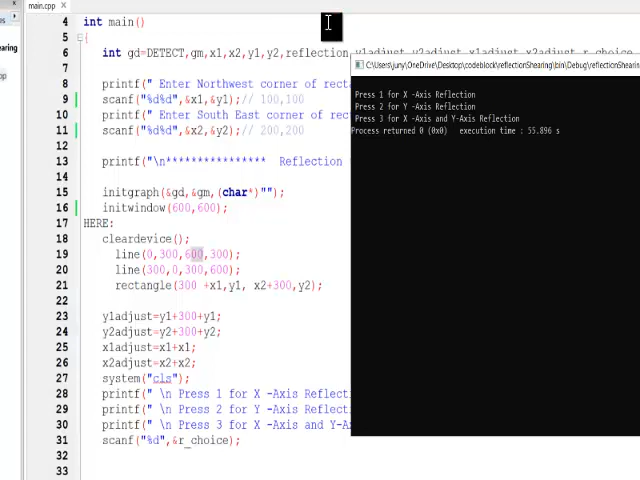 main.cpp ×
4 int main()
5 {
6 int gd=DETECT,gm,x1,x2,y1,y2,reflection,y1adjust,y2adjust,x1adjust,x2adjust,r_choice
7
8 printf(" Enter Northwest corner of recta
9 scanf("%d%d",&x1,&y1);// 100,100
10 printf(" Enter South East corner of rect
11 scanf("%d%d",&x2,&y2);// 200,200
12
13 printf("\n**************** Reflection
14
15 initgraph(&gd,&gm,(char*)"");
16 initwindow(600,600);
17 HERE:
18 cleardevice();
19 line(0,300,600,300);
20 line(300,0,300,600);
21 rectangle(300 +x1,y1, x2+300,y2);
22
23 y1adjust=y1+300+y1;
24 y2adjust=y2+300+y2;
25 x1adjust=x1+x1;
26 x2adjust=x2+x2;
27 system("cls");
28 printf(" \n Press 1 for X -Axis Reflecti
29 printf(" \n Press 2 for Y -Axis Reflecti
30 printf(" \n Press 3 for X -Axis and Y-Ax
31 scanf("%d",&r_choice);
32
33
C:\Users\juny\OneDrive\Desktop\codeblock\reflectionShearing\bin\Debug\reflectionShearing
Press 1 for X -Axis Reflection
Press 2 for Y -Axis Reflection
Press 3 for X -Axis and Y-Axis Reflection
Process returned 0 (0x0) execution time : 55.896 s